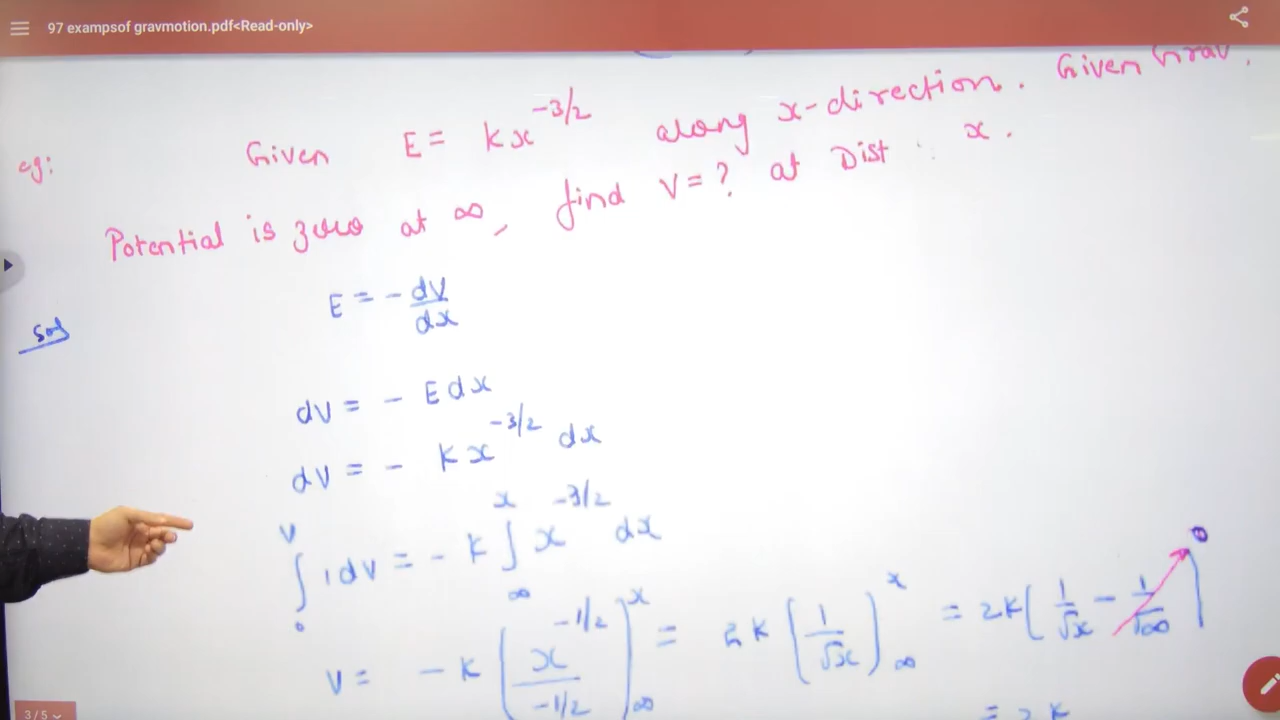 97 exampsof gravmotion.pdf<Read-only>
eg: Given E = kx^{-3/2} along x-direction. Given Grav.
Potential is zero at ∞, find V = ? at Dist x.
Sol
E = - dV/dx
dV = - E dx
dV = - k x^{-3/2} dx
∫_0^V 1 dV = - k ∫_∞^x x^{-3/2} dx
V = - k [x^{-1/2} / -1/2]_∞^x = 2k [1/√x]_∞^x = 2k [1/√x - 1/√∞] 0
= 2k
3 / 5